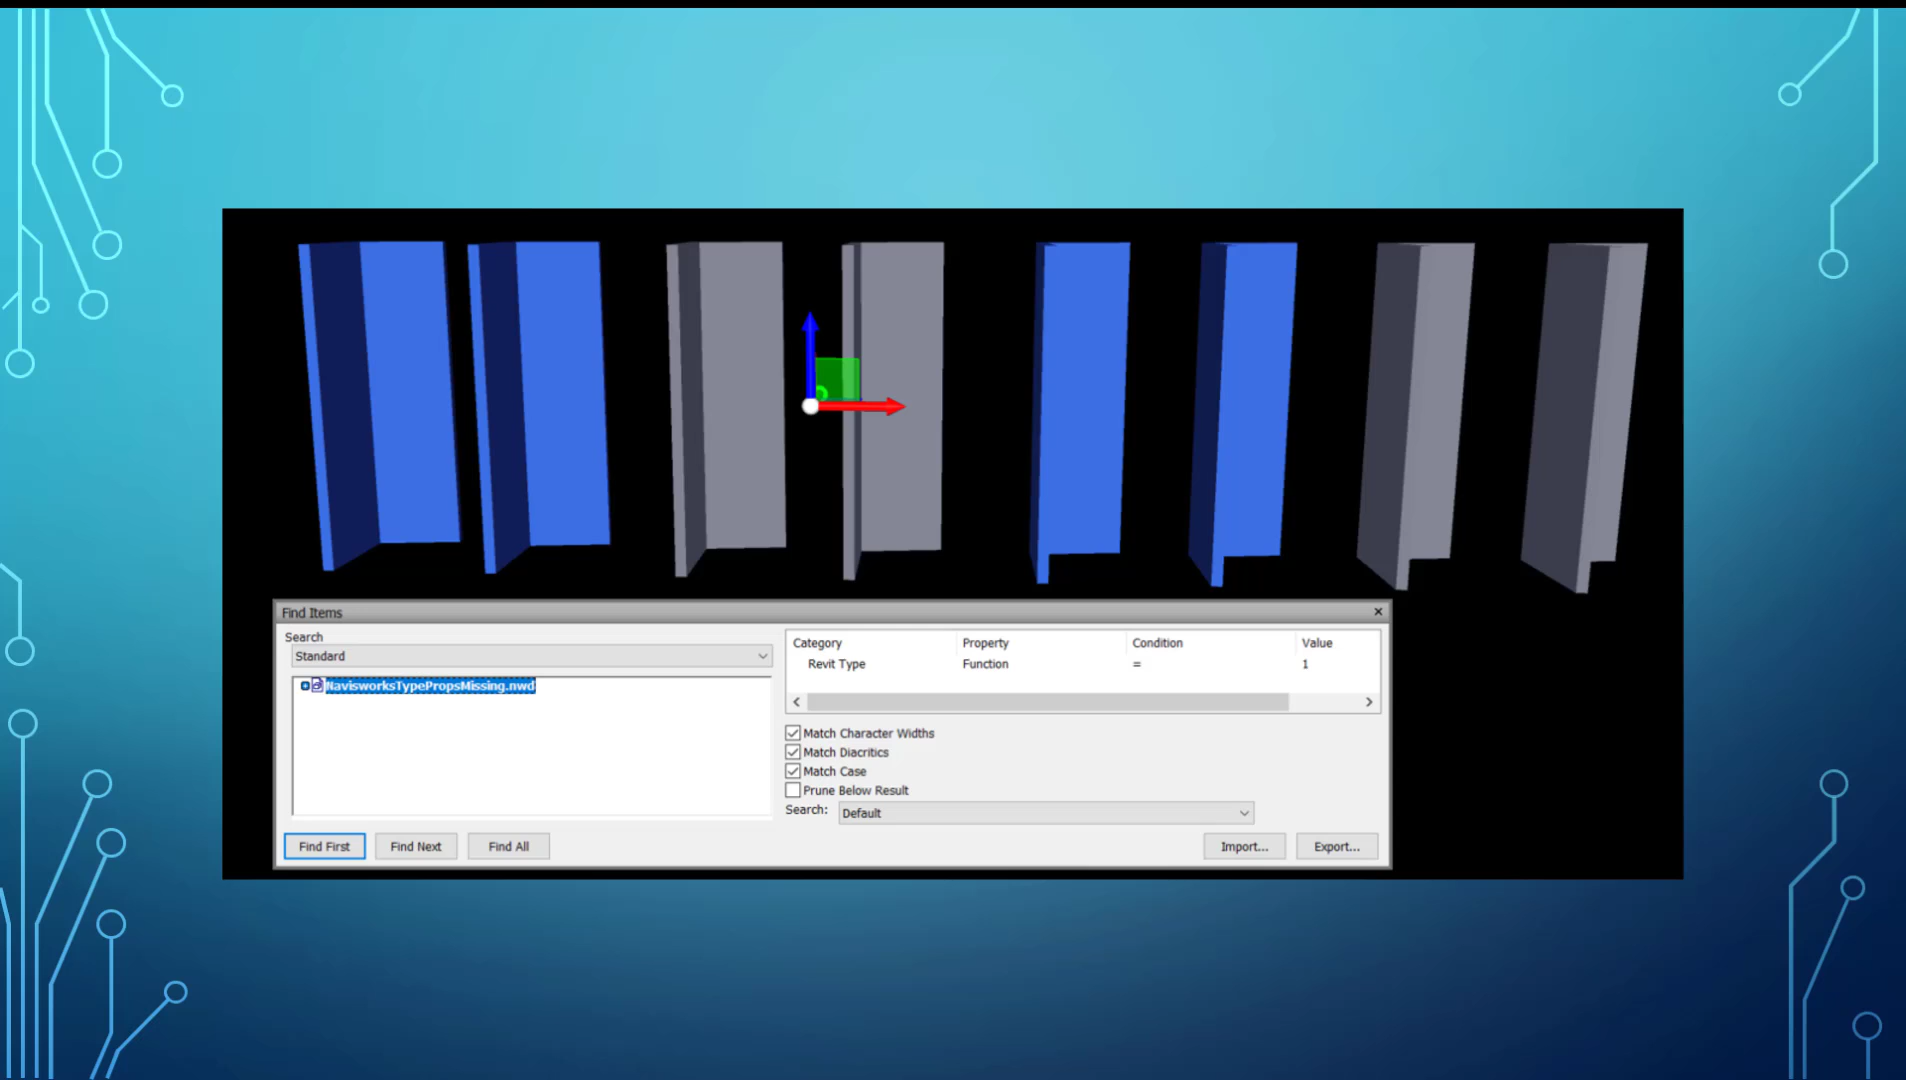 Find Items
Search
Standard
NavisworksTypePropsMissing.nwd
Category Property Condition Value
Revit Type Function = 1
Match Character Widths
Match Diacritics
Match Case
Prune Below Result
Search: Default
Find First Find Next Find All Import... Export...